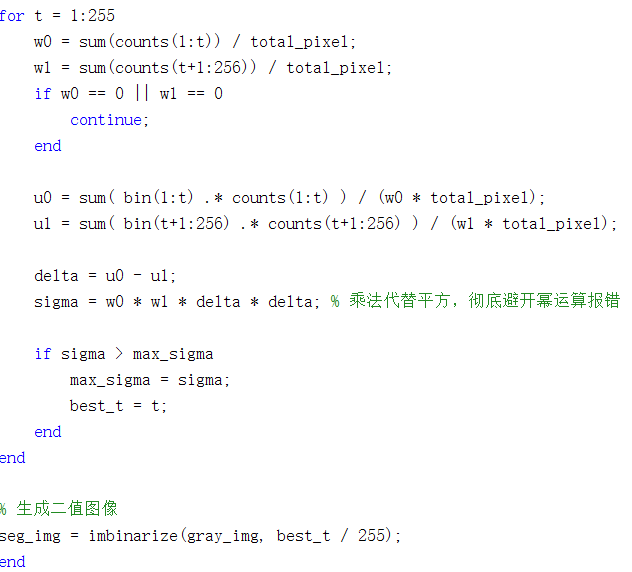 for t = 1:255
    w0 = sum(counts(1:t)) / total_pixel;
    w1 = sum(counts(t+1:256)) / total_pixel;
    if w0 == 0 || w1 == 0
        continue;
    end

    u0 = sum( bin(1:t) .* counts(1:t) ) / (w0 * total_pixel);
    u1 = sum( bin(t+1:256) .* counts(t+1:256) ) / (w1 * total_pixel);

    delta = u0 - u1;
    sigma = w0 * w1 * delta * delta; % 乘法代替平方，彻底避开幂运算报错

    if sigma > max_sigma
        max_sigma = sigma;
        best_t = t;
    end
end

% 生成二值图像
seg_img = imbinarize(gray_img, best_t / 255);
end